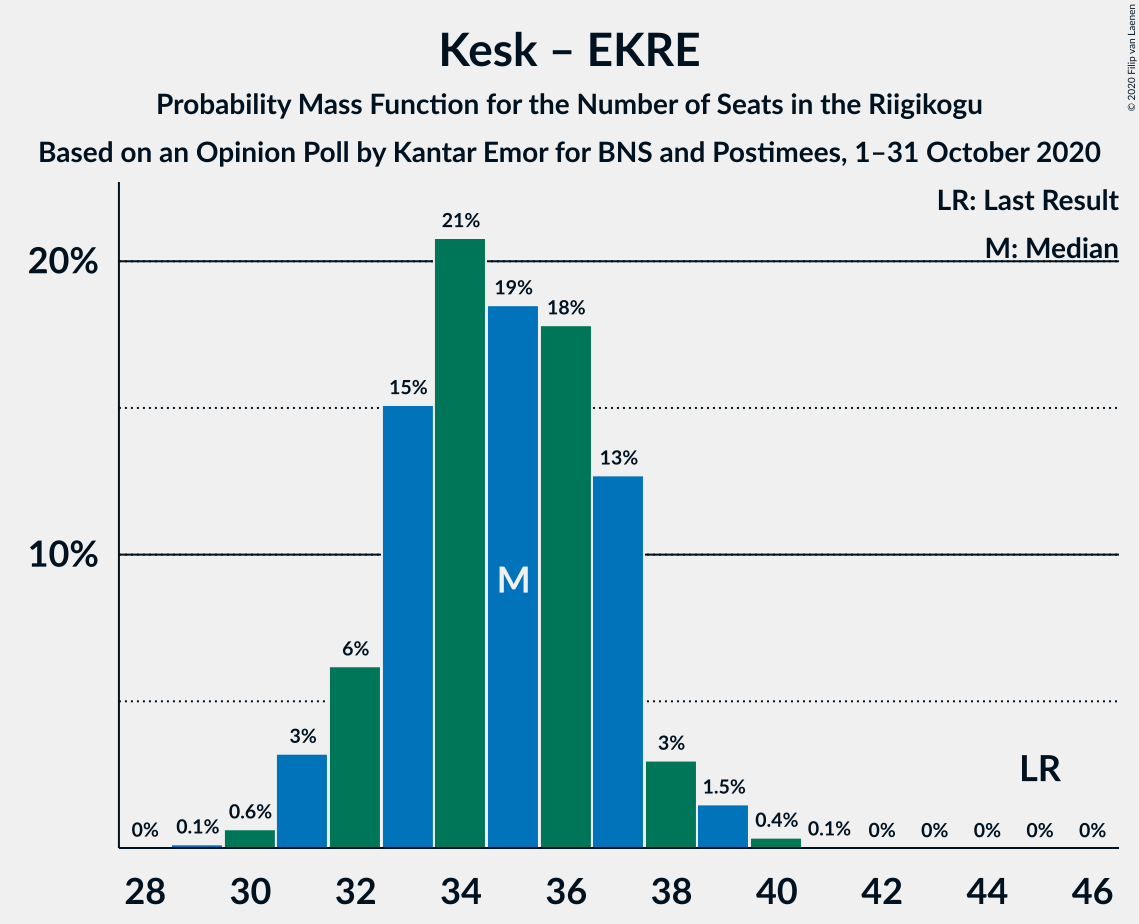 © 2020 Filip van Laenen
Kesk – EKRE
Probability Mass Function for the Number of Seats in the Riigikogu
Based on an Opinion Poll by Kantar Emor for BNS and Postimees, 1–31 October 2020
LR: Last Result
M: Median
20%
10%
0%
0.1%
0.6%
3%
6%
15%
21%
19%
18%
13%
3%
1.5%
0.4%
0.1%
0%
0%
0%
0%
0%
M
LR
28 30 32 34 36 38 40 42 44 46